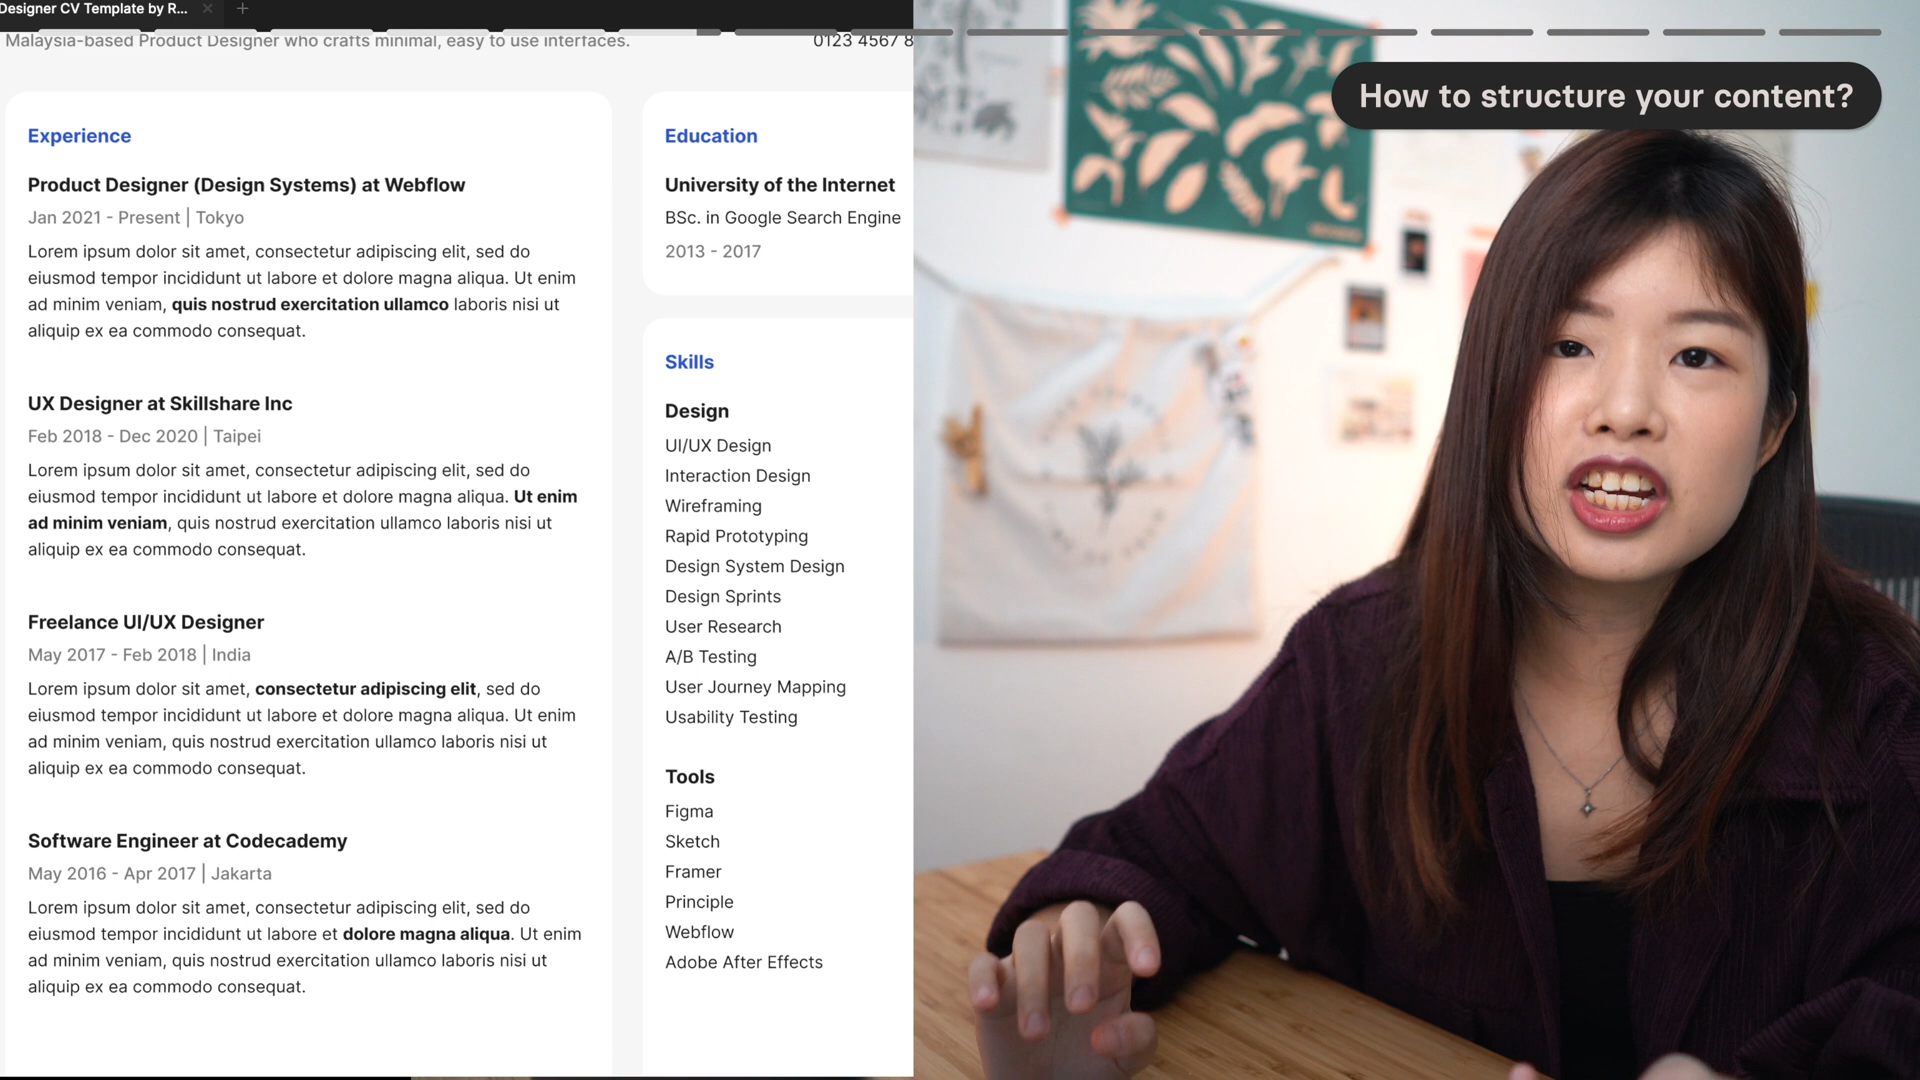 Designer CV Template by R...
Malaysia-based Product Designer who crafts minimal, easy to use interfaces.
0123 4567 8
How to structure your content?
Experience
Product Designer (Design Systems) at Webflow
Jan 2021 - Present | Tokyo
Lorem ipsum dolor sit amet, consectetur adipiscing elit, sed do
eiusmod tempor incididunt ut labore et dolore magna aliqua. Ut enim
ad minim veniam, quis nostrud exercitation ullamco laboris nisi ut
aliquip ex ea commodo consequat.
UX Designer at Skillshare Inc
Feb 2018 - Dec 2020 | Taipei
Lorem ipsum dolor sit amet, consectetur adipiscing elit, sed do
eiusmod tempor incididunt ut labore et dolore magna aliqua. Ut enim
ad minim veniam, quis nostrud exercitation ullamco laboris nisi ut
aliquip ex ea commodo consequat.
Freelance UI/UX Designer
May 2017 - Feb 2018 | India
Lorem ipsum dolor sit amet, consectetur adipiscing elit, sed do
eiusmod tempor incididunt ut labore et dolore magna aliqua. Ut enim
ad minim veniam, quis nostrud exercitation ullamco laboris nisi ut
aliquip ex ea commodo consequat.
Software Engineer at Codecademy
May 2016 - Apr 2017 | Jakarta
Lorem ipsum dolor sit amet, consectetur adipiscing elit, sed do
eiusmod tempor incididunt ut labore et dolore magna aliqua. Ut enim
ad minim veniam, quis nostrud exercitation ullamco laboris nisi ut
aliquip ex ea commodo consequat.
Education
University of the Internet
BSc. in Google Search Engine
2013 - 2017
Skills
Design
UI/UX Design
Interaction Design
Wireframing
Rapid Prototyping
Design System Design
Design Sprints
User Research
A/B Testing
User Journey Mapping
Usability Testing
Tools
Figma
Sketch
Framer
Principle
Webflow
Adobe After Effects